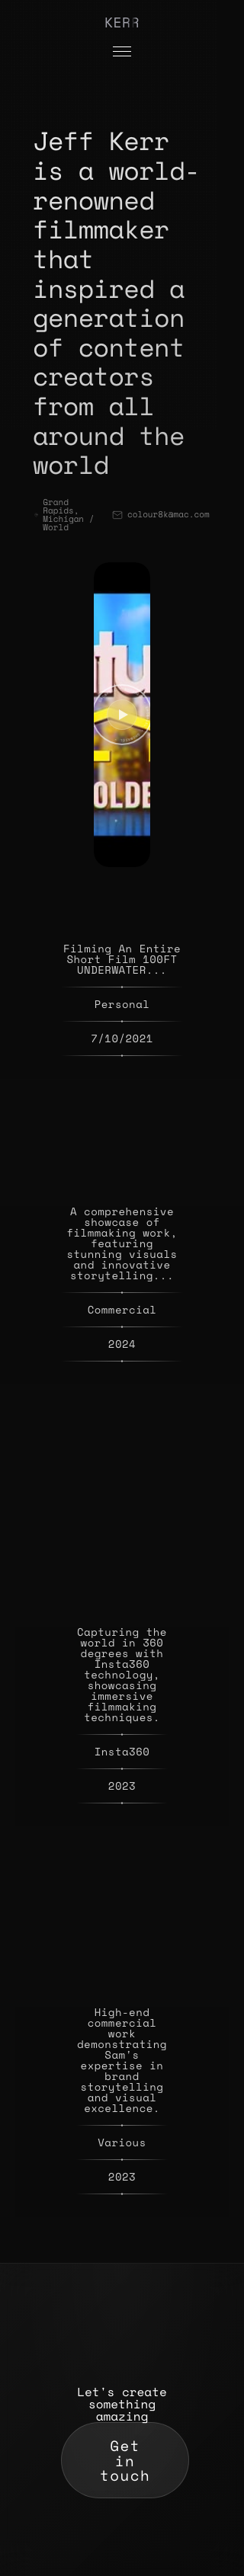 KERR
Jeff Kerr
is a world-
renowned
filmmaker
that
inspired a
generation
of content
creators
from all
around the
world
Grand
Rapids,
Michigan /
World
colour8k@mac.com
OLDE
Filming An Entire
Short Film 100FT
UNDERWATER...
Personal
7/10/2021
A comprehensive
showcase of
filmmaking work,
featuring
stunning visuals
and innovative
storytelling...
Commercial
2024
Capturing the
world in 360
degrees with
Insta360
technology,
showcasing
immersive
filmmaking
techniques.
Insta360
2023
High-end
commercial
work
demonstrating
Sam's
expertise in
brand
storytelling
and visual
excellence.
Various
2023
Let's create
something
amazing
Get
in
touch